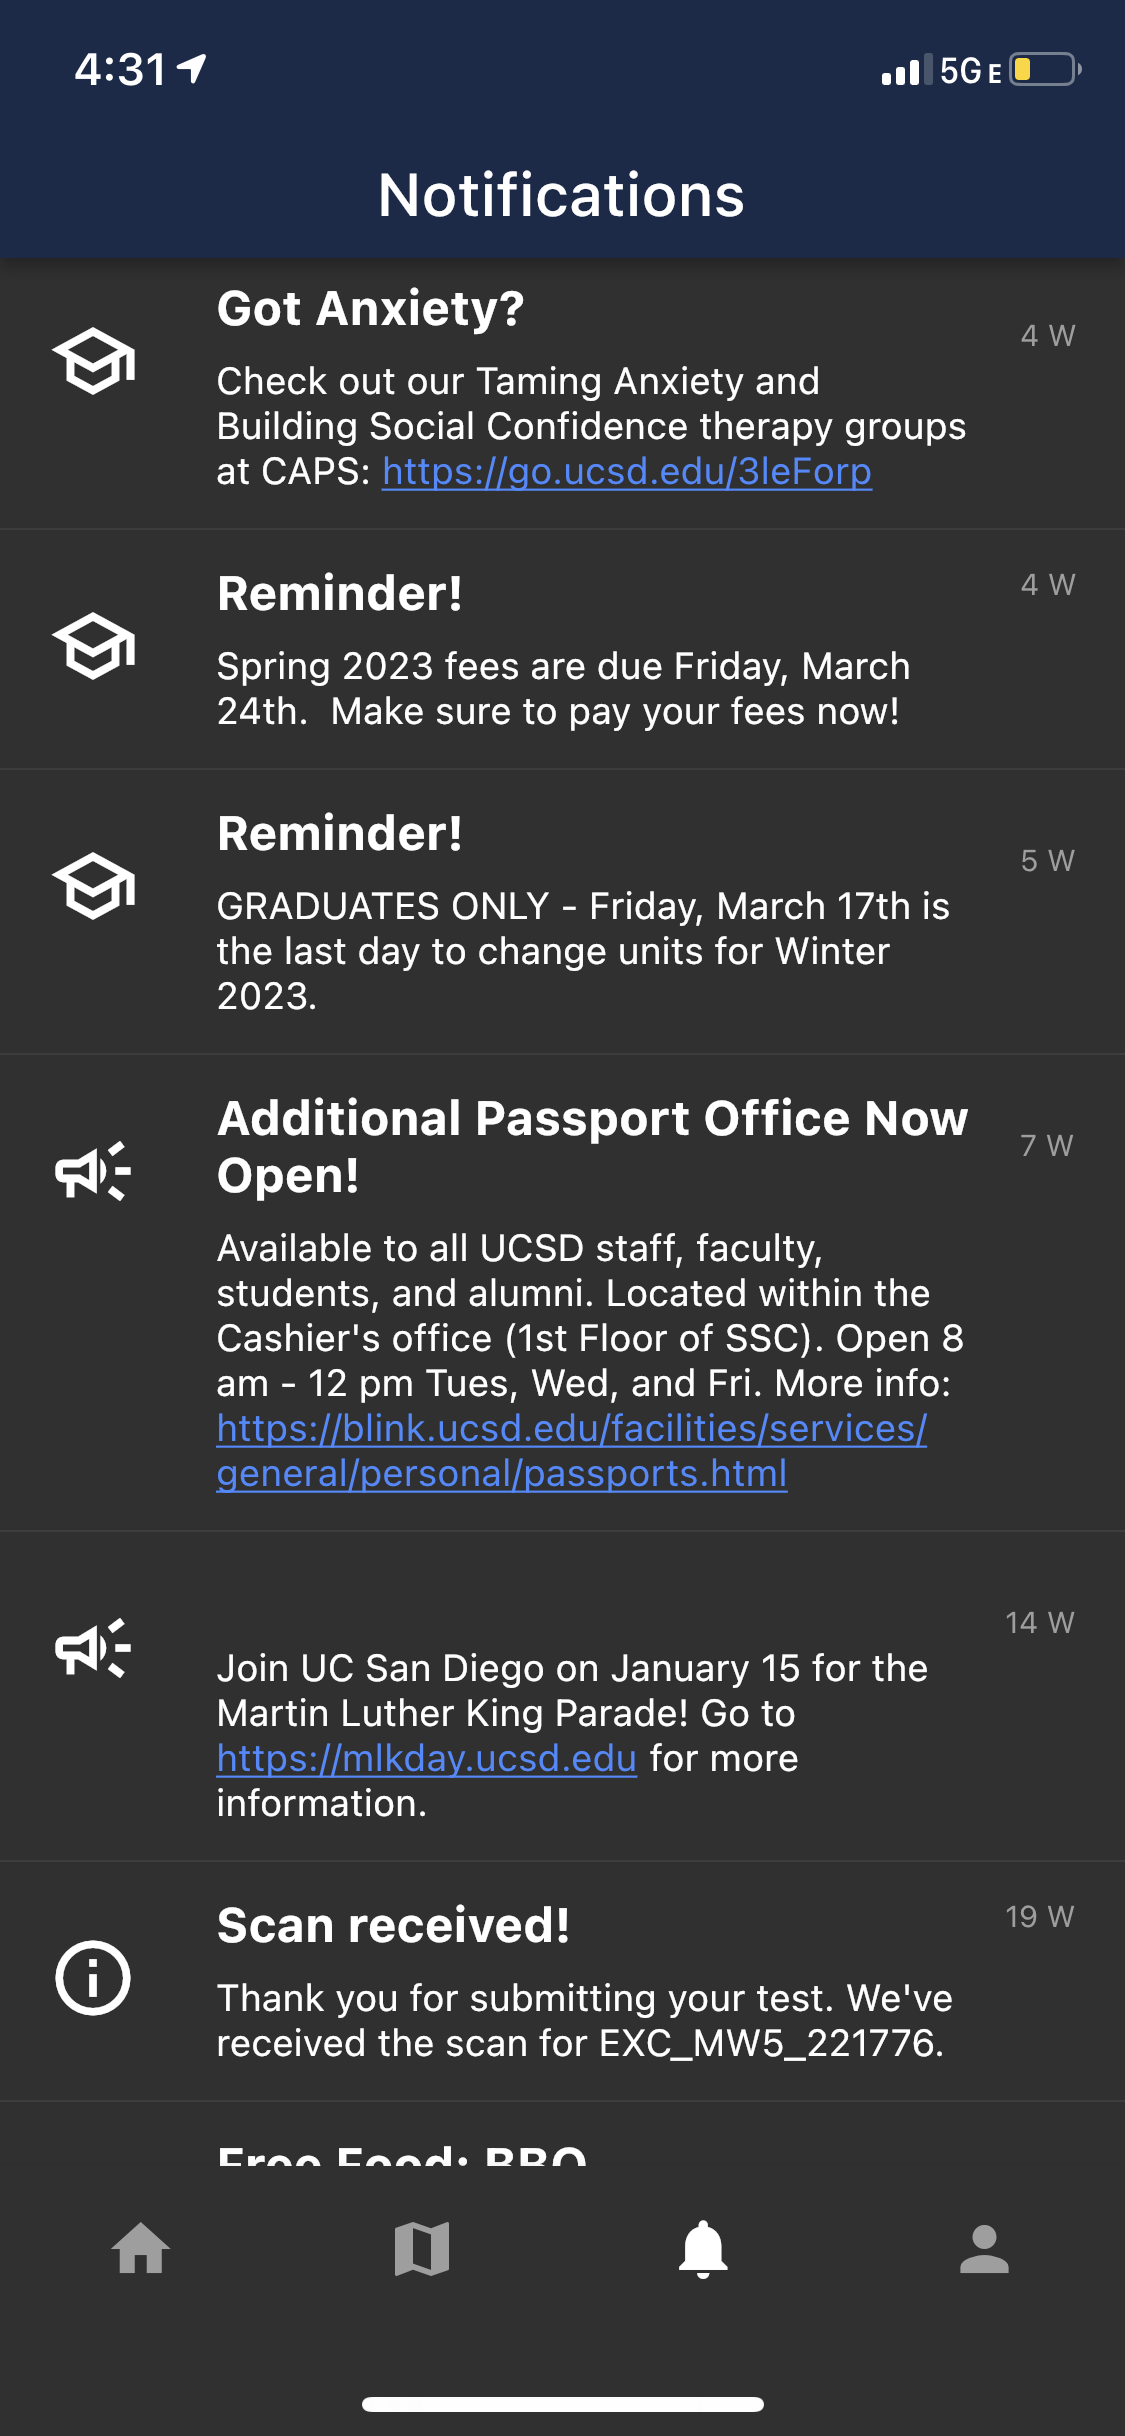 4:31
5G E
Notifications
Got Anxiety?
4 W
Check out our Taming Anxiety and
Building Social Confidence therapy groups
at CAPS: https://go.ucsd.edu/3leForp
Reminder!
4 W
Spring 2023 fees are due Friday, March
24th.  Make sure to pay your fees now!
Reminder!
5 W
GRADUATES ONLY - Friday, March 17th is
the last day to change units for Winter
2023.
Additional Passport Office Now
Open!
7 W
Available to all UCSD staff, faculty,
students, and alumni. Located within the
Cashier's office (1st Floor of SSC). Open 8
am - 12 pm Tues, Wed, and Fri. More info:
https://blink.ucsd.edu/facilities/services/
general/personal/passports.html
14 W
Join UC San Diego on January 15 for the
Martin Luther King Parade! Go to
https://mlkday.ucsd.edu for more
information.
Scan received!
19 W
Thank you for submitting your test. We've
received the scan for EXC_MW5_221776.
Free Food: BBQ